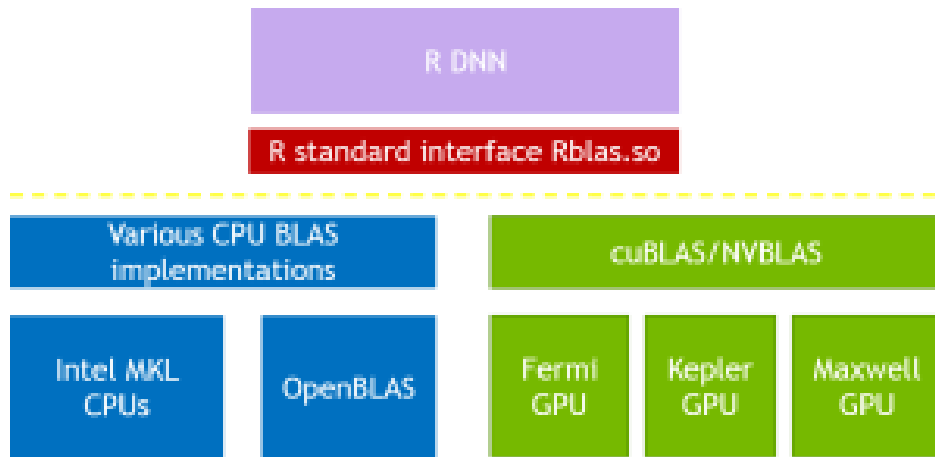 R DNN
R standard interface Rblas.so
Various CPU BLAS
implementations
cuBLAS/NVBLAS
Intel MKL
CPUs
OpenBLAS
Fermi
GPU
Kepler
GPU
Maxwell
GPU